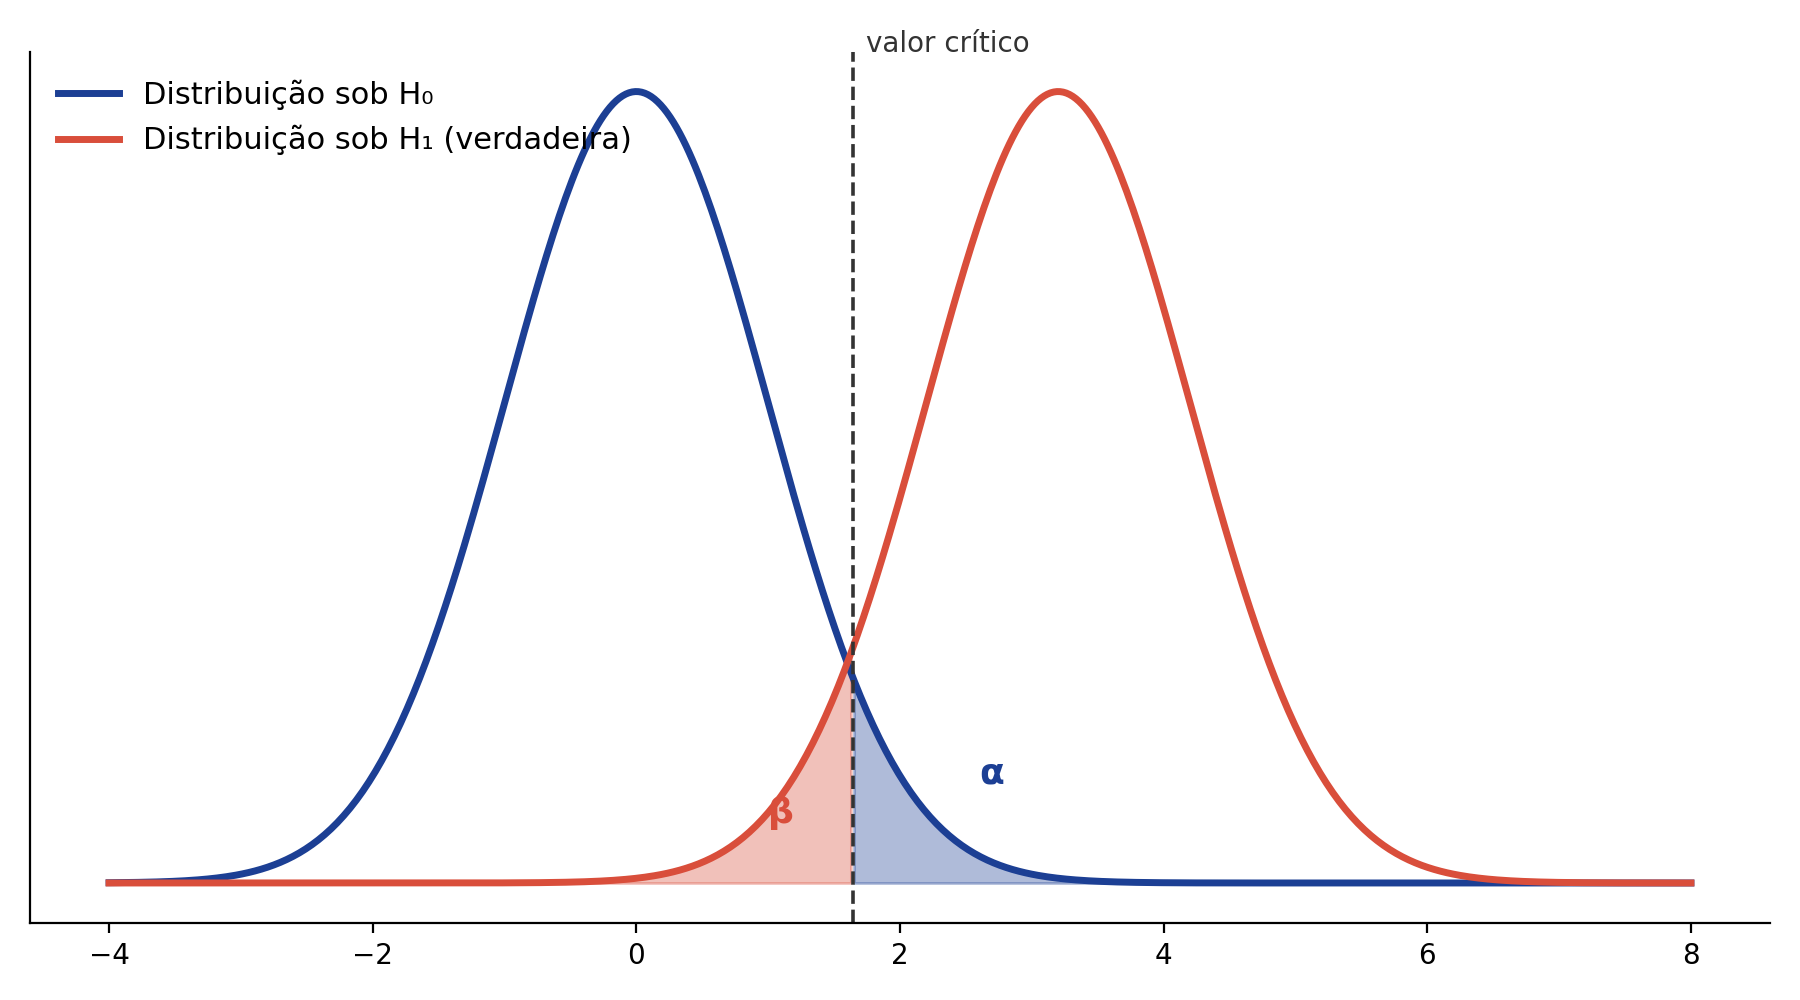 valor crítico
Distribuição sob H₀
Distribuição sob H₁ (verdadeira)
α
β
−4 −2 0 2 4 6 8